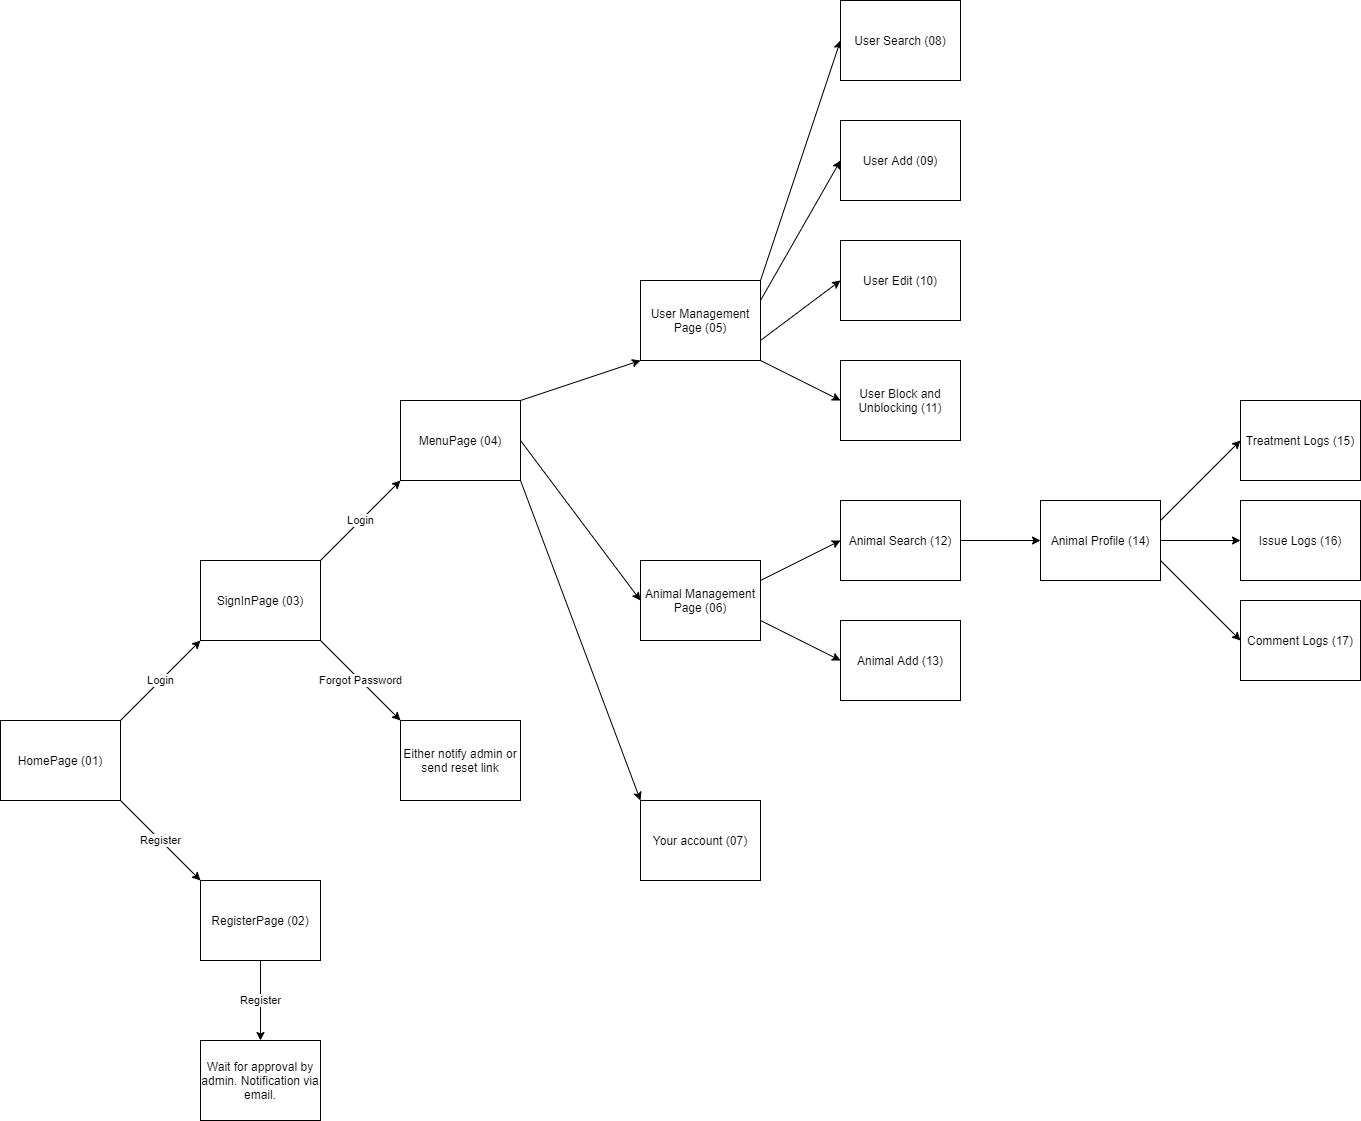 User Search (08)
User Add (09)
User Edit (10)
User Management
Page (05)
User Block and
Unblocking (11)
MenuPage (04)
Treatment Logs (15)
Login
Animal Search (12)
Animal Profile (14)
Issue Logs (16)
SignInPage (03)
Animal Management
Page (06)
Comment Logs (17)
Animal Add (13)
Login
Forgot Password
HomePage (01)
Either notify admin or
send reset link
Register
Your account (07)
RegisterPage (02)
Register
Wait for approval by
admin. Notification via
email.